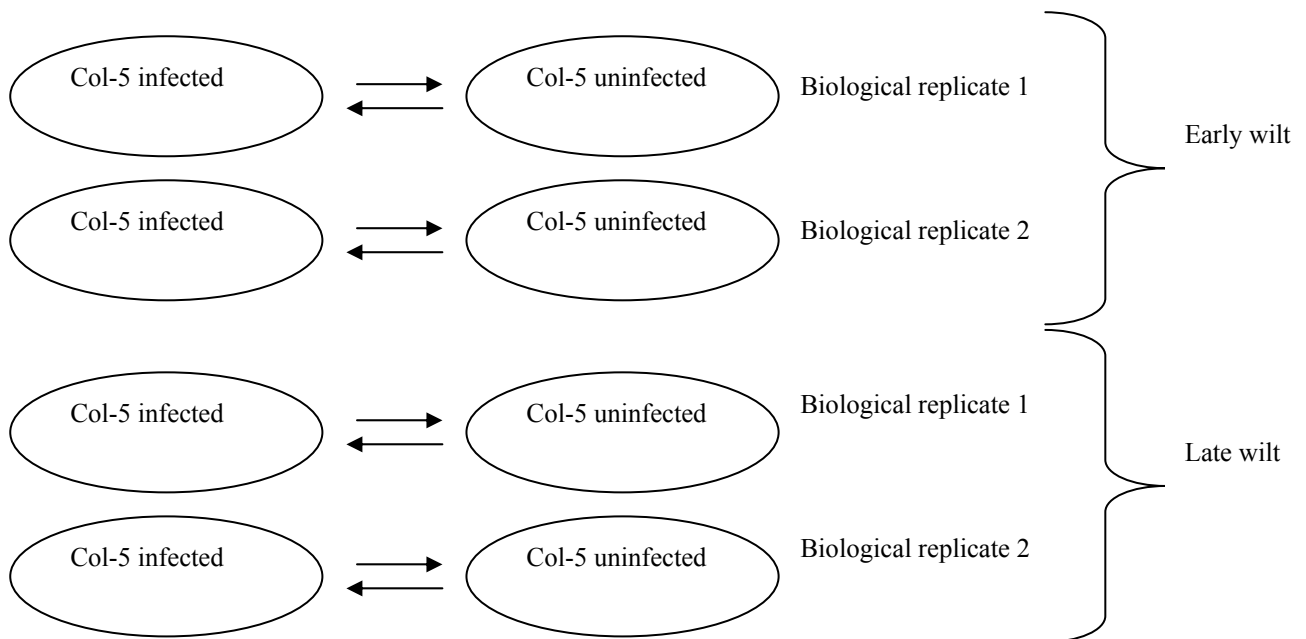 Col-5 infected
Col-5 uninfected
Biological replicate 1
Early wilt
Col-5 infected
Col-5 uninfected
Biological replicate 2
Col-5 infected
Col-5 uninfected
Biological replicate 1
Late wilt
Col-5 infected
Col-5 uninfected
Biological replicate 2